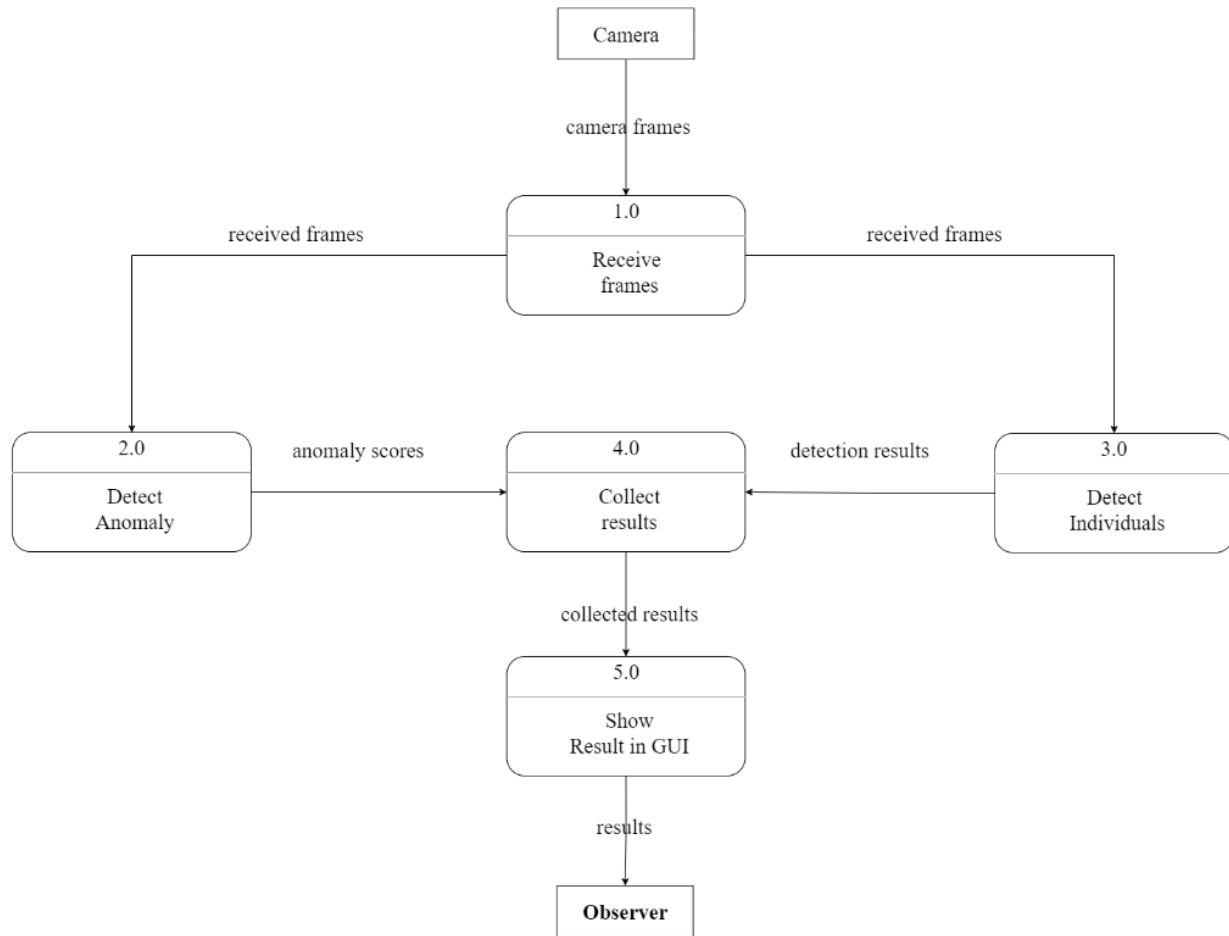 Camera
camera frames
1.0
Receive
frames
received frames
received frames
2.0
Detect
Anomaly
anomaly scores
4.0
Collect
results
detection results
3.0
Detect
Individuals
collected results
5.0
Show
Result in GUI
results
Observer